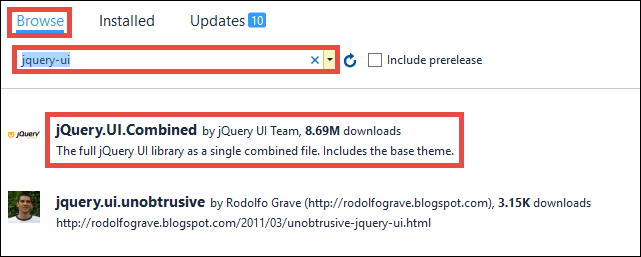 Browse Installed Updates 10
jquery-ui Include prerelease
jQuery jQuery.UI.Combined by jQuery UI Team, 8.69M downloads
The full jQuery UI library as a single combined file. Includes the base theme.
jquery.ui.unobtrusive by Rodolfo Grave (http://rodolfograve.blogspot.com), 3.15K downloads
http://rodolfograve.blogspot.com/2011/03/unobtrusive-jquery-ui.html